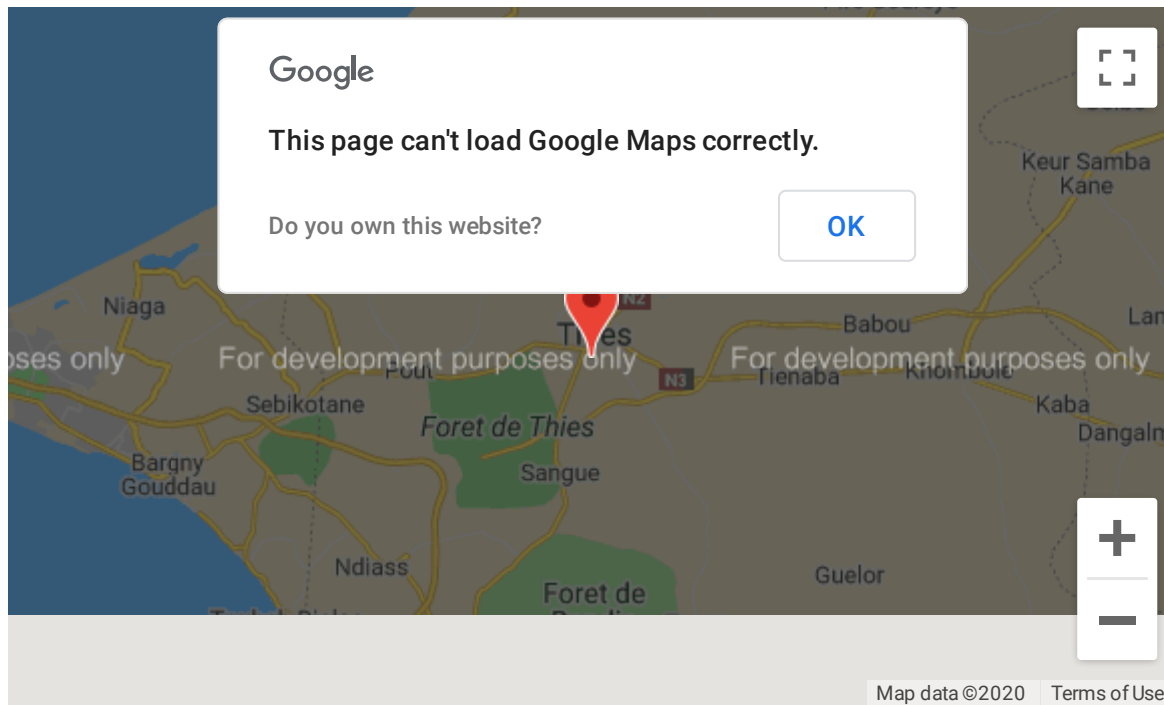 Google
This page can't load Google Maps correctly.
Do you own this website?
OK
Keur Samba
Kane
Niaga
N2
Thies
Babou
Lan
oses only
For development purposes only
For development purposes only
Pout
N3
Tienaba
Khombole
Sebikotane
Kaba
Foret de Thies
Dangaln
Bargny
Gouddau
Sangue
Ndiass
Guelor
Foret de
Map data ©2020
Terms of Use